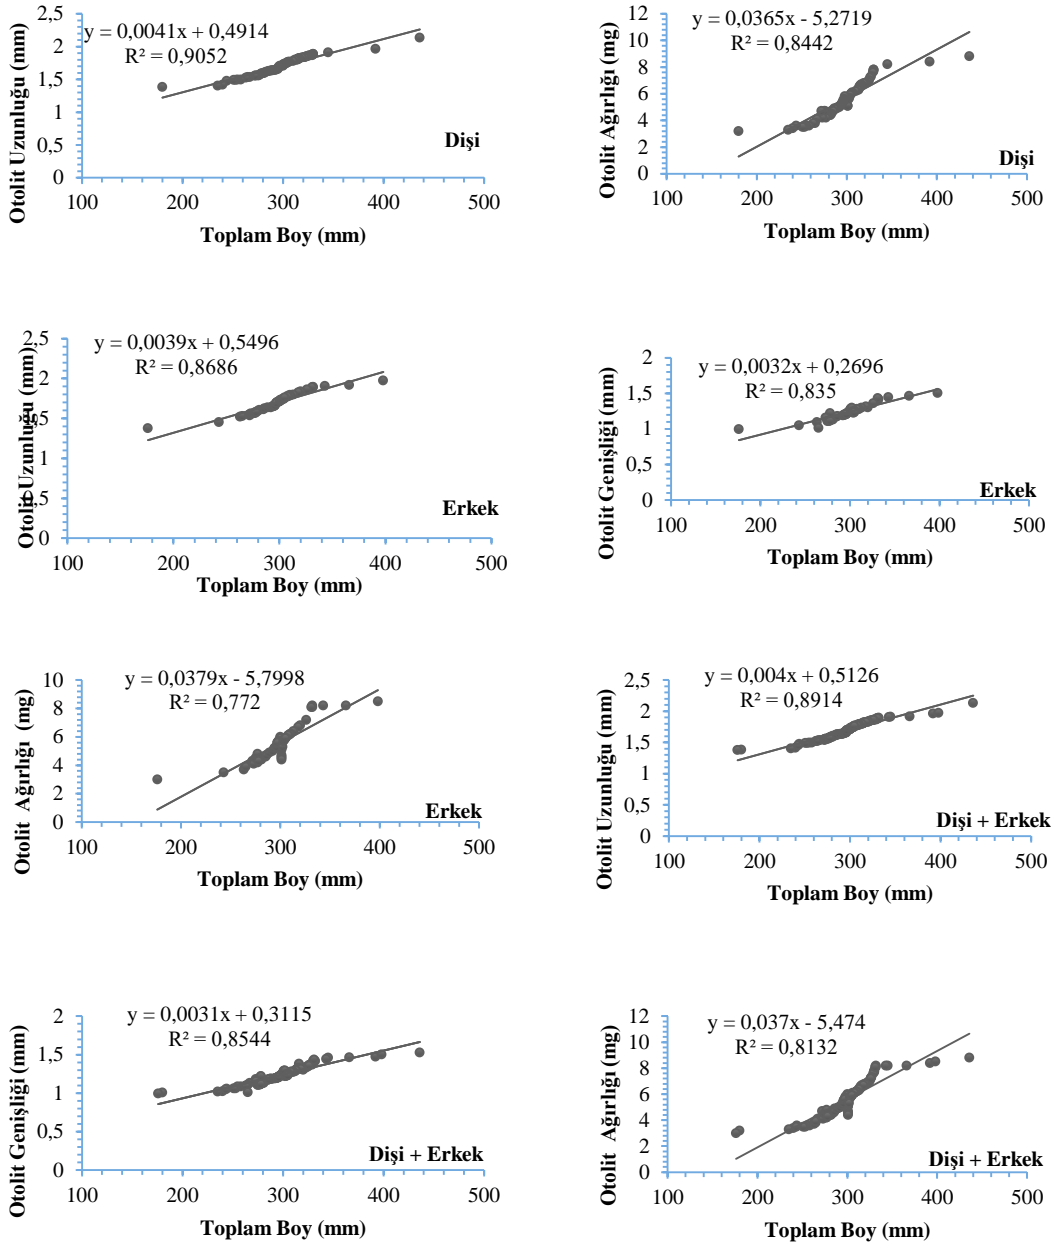 y = 0,0041x + 0,4914
R² = 0,9052
0
0,5
1
1,5
2
2,5
100 200 300 400 500
Otolit Uzunluğu (mm)
Toplam Boy (mm)
Dişi
y = 0,0365x - 5,2719
R² = 0,8442
0
2
4
6
8
10
12
100 200 300 400 500
Otolit Ağırlığı (mg)
Toplam Boy (mm)
Dişi
y = 0,0039x + 0,5496
R² = 0,8686
0
0,5
1
1,5
2
2,5
100 200 300 400 500
Otolit Uzunluğu (mm)
Toplam Boy (mm)
Erkek
y = 0,0032x + 0,2696
R² = 0,835
0
0,5
1
1,5
2
100 200 300 400 500
Otolit Genişliği (mm)
Toplam Boy (mm)
Erkek
y = 0,0379x - 5,7998
R² = 0,772
0
2
4
6
8
10
100 200 300 400 500
Otolit Ağırlığı (mg)
Toplam Boy (mm)
Erkek
y = 0,004x + 0,5126
R² = 0,8914
0
0,5
1
1,5
2
2,5
100 200 300 400 500
Otolit Uzunluğu (mm)
Toplam Boy (mm)
Dişi + Erkek
y = 0,0031x + 0,3115
R² = 0,8544
0
0,5
1
1,5
2
100 200 300 400 500
Otolit Genişliği (mm)
Toplam Boy (mm)
Dişi + Erkek
y = 0,037x - 5,474
R² = 0,8132
0
2
4
6
8
10
12
100 200 300 400 500
Otolit Ağırlığı (mg)
Toplam Boy (mm)
Dişi + Erkek